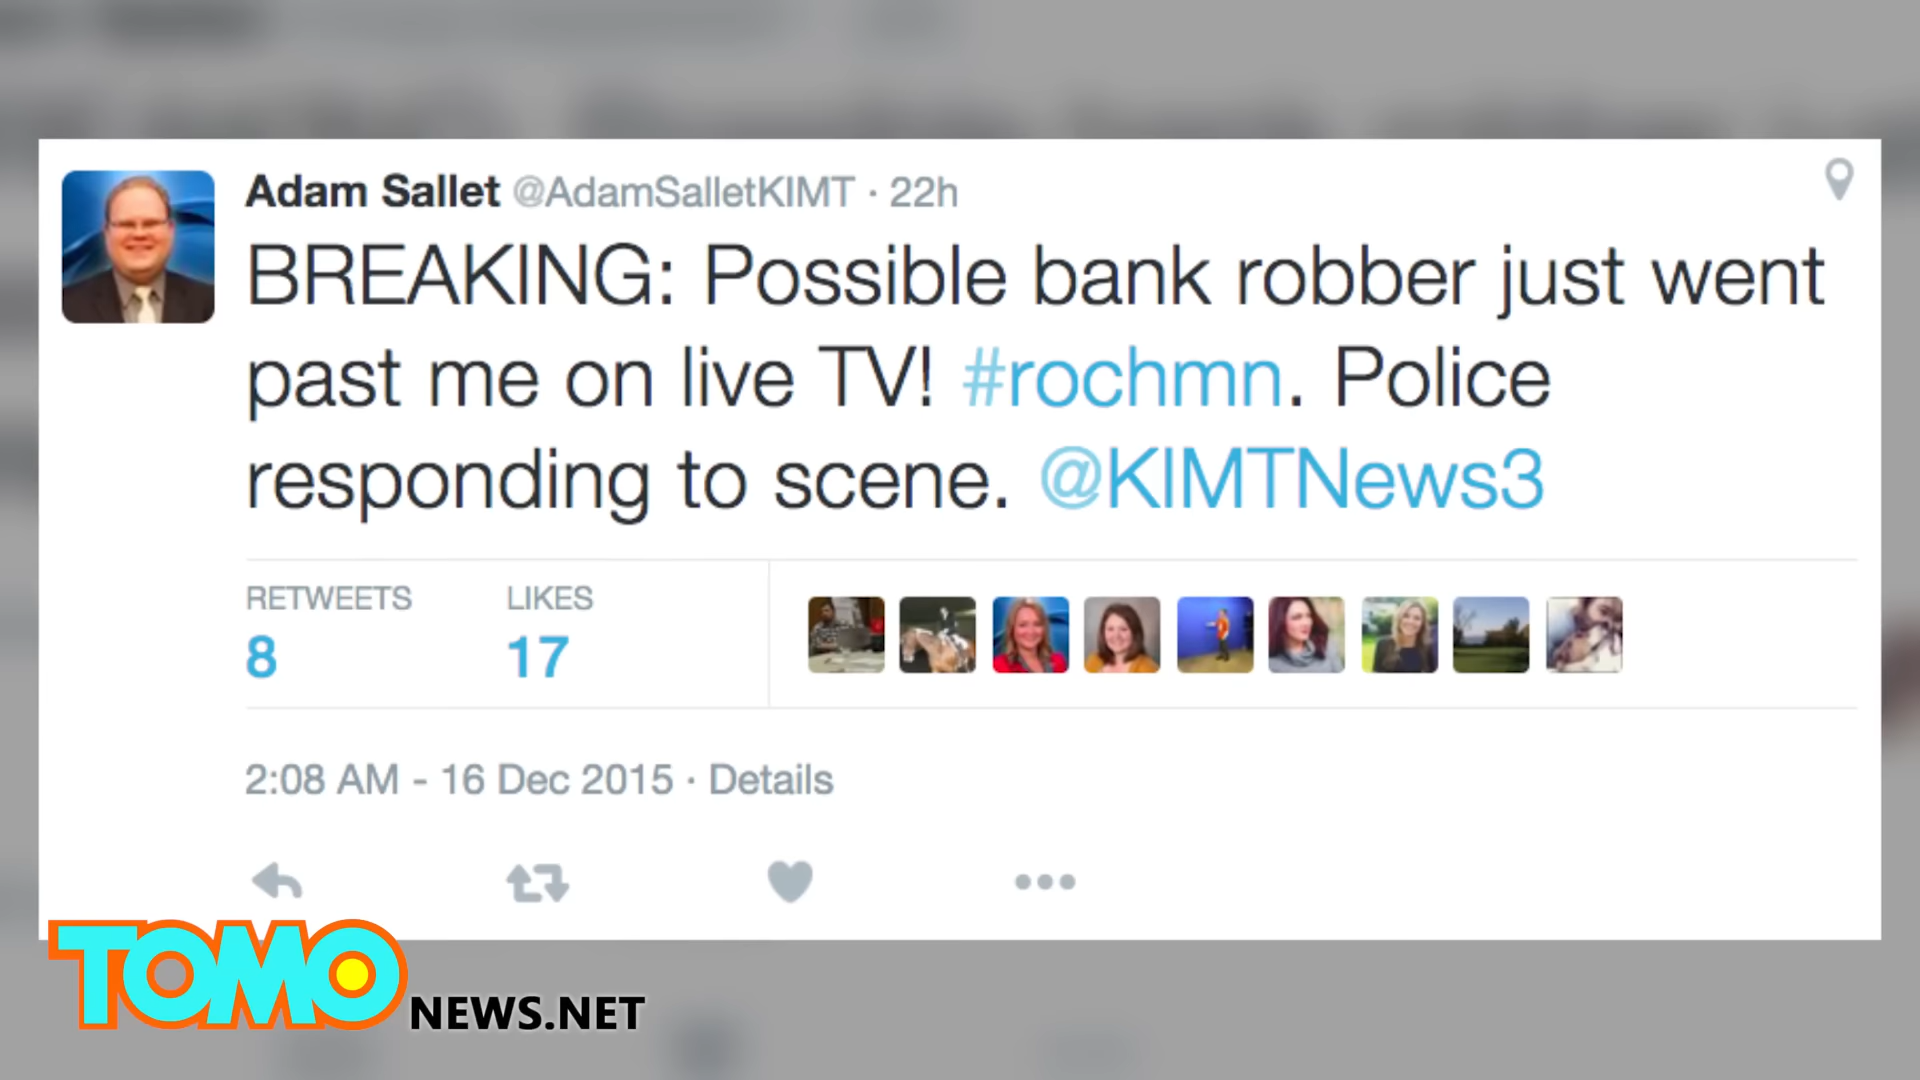 Adam Sallet @AdamSalletKIMT · 22h
BREAKING: Possible bank robber just went
past me on live TV! #rochmn. Police
responding to scene. @KIMTNews3
RETWEETS LIKES
8 17
2:08 AM - 16 Dec 2015 · Details
TOMO NEWS.NET